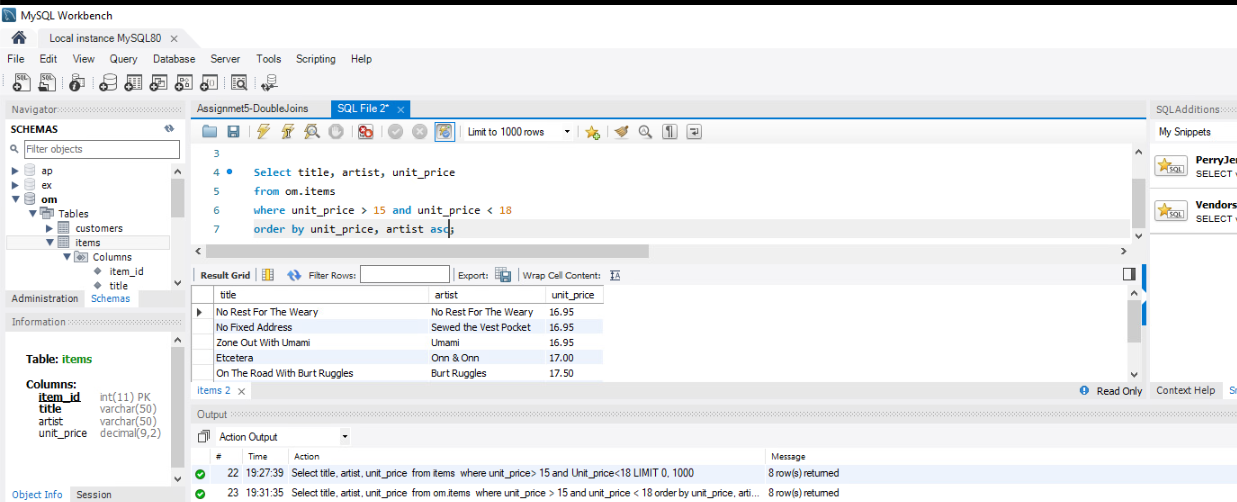 MySQL Workbench
Local instance MySQL80 ×
File Edit View Query Database Server Tools Scripting Help
Navigator
SCHEMAS
Filter objects
ap
ex
om
Tables
customers
items
Columns
item_id
title
Administration Schemas
Information
Table: items
Columns:
item_id int(11) PK
title varchar(50)
artist varchar(50)
unit_price decimal(9,2)
Object Info Session
Assignmet5-DoubleJoins SQL File 2* ×
Limit to 1000 rows
3
4 Select title, artist, unit_price
5 from om.items
6 where unit_price > 15 and unit_price < 18
7 order by unit_price, artist asc;
Result Grid Filter Rows: Export: Wrap Cell Content: IA
title artist unit_price
No Rest For The Weary No Rest For The Weary 16.95
No Fixed Address Sewed the Vest Pocket 16.95
Zone Out With Umami Umami 16.95
Etcetera Onn & Onn 17.00
On The Road With Burt Ruggles Burt Ruggles 17.50
items 2 × Read Only
Output
Action Output
# Time Action Message
22 19:27:39 Select title, artist, unit_price from items where unit_price> 15 and Unit_price<18 LIMIT 0, 1000 8 row(s) returned
23 19:31:35 Select title, artist, unit_price from om.items where unit_price > 15 and unit_price < 18 order by unit_price, arti... 8 row(s) returned
SQLAdditions
My Snippets
SQL
PerryJer
SELECT
SQL
Vendors
SELECT
Context Help